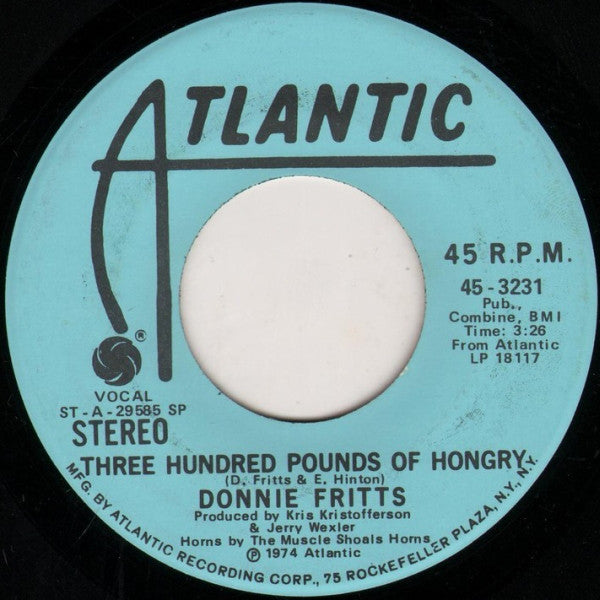 ATLANTIC
45 R.P.M.
45-3231
Pub.,
Combine, BMI
Time: 3:26
From Atlantic
LP 18117
®
VOCAL
ST-A-29585 SP
STEREO
THREE HUNDRED POUNDS OF HONGRY
(D. Fritts & E. Hinton)
DONNIE FRITTS
Produced by Kris Kristofferson
& Jerry Wexler
Horns by The Muscle Shoals Horns
℗ 1974 Atlantic
MFG. BY ATLANTIC RECORDING CORP., 75 ROCKEFELLER PLAZA, N.Y., N.Y.